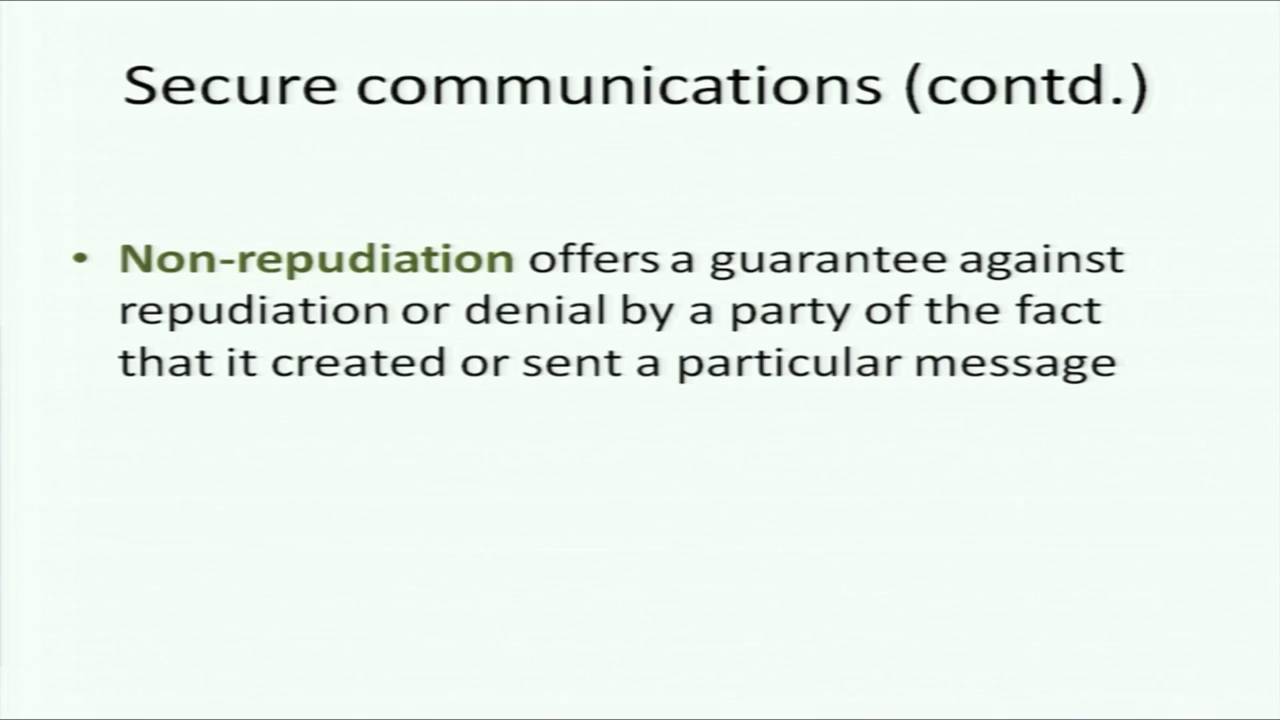 Secure communications (contd.)
• Non-repudiation offers a guarantee against
repudiation or denial by a party of the fact
that it created or sent a particular message